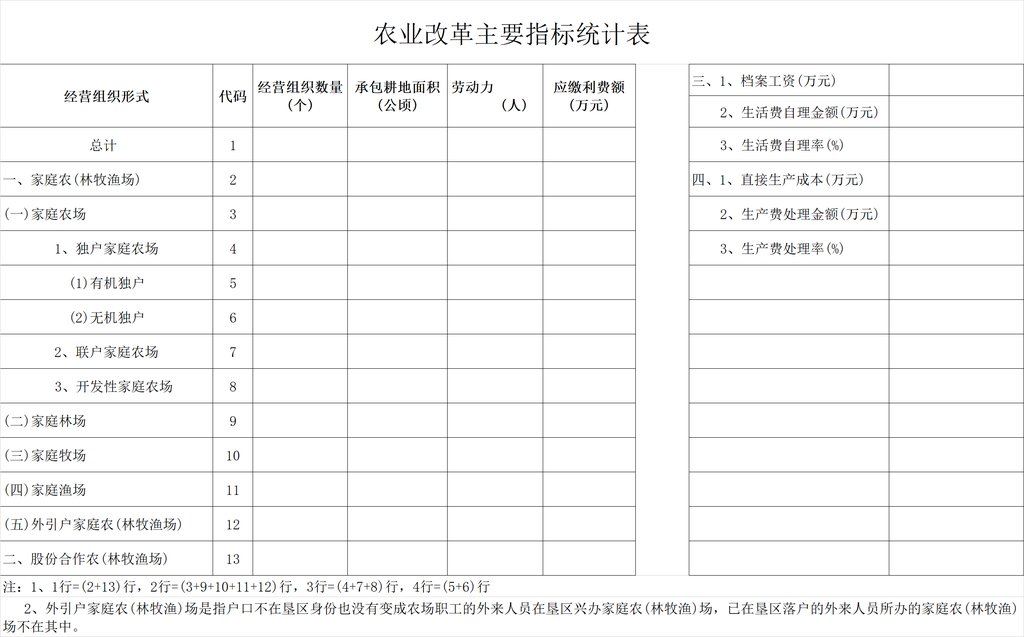 农业改革主要指标统计表
经营组织形式 代码 经营组织数量(个) 承包耕地面积(公顷) 劳动力(人) 应缴利费额(万元)
总计 1
一、家庭农(林牧渔场) 2
(一)家庭农场 3
1、独户家庭农场 4
(1)有机独户 5
(2)无机独户 6
2、联户家庭农场 7
3、开发性家庭农场 8
(二)家庭林场 9
(三)家庭牧场 10
(四)家庭渔场 11
(五)外引户家庭农(林牧渔场) 12
二、股份合作农(林牧渔场) 13
三、1、档案工资(万元)
2、生活费自理金额(万元)
3、生活费自理率(%)
四、1、直接生产成本(万元)
2、生产费处理金额(万元)
3、生产费处理率(%)
注：1、1行=(2+13)行，2行=(3+9+10+11+12)行，3行=(4+7+8)行，4行=(5+6)行
2、外引户家庭农(林牧渔)场是指户口不在垦区身份也没有变成农场职工的外来人员在垦区兴办家庭农(林牧渔)场，已在垦区落户的外来人员所办的家庭农(林牧渔)
场不在其中。